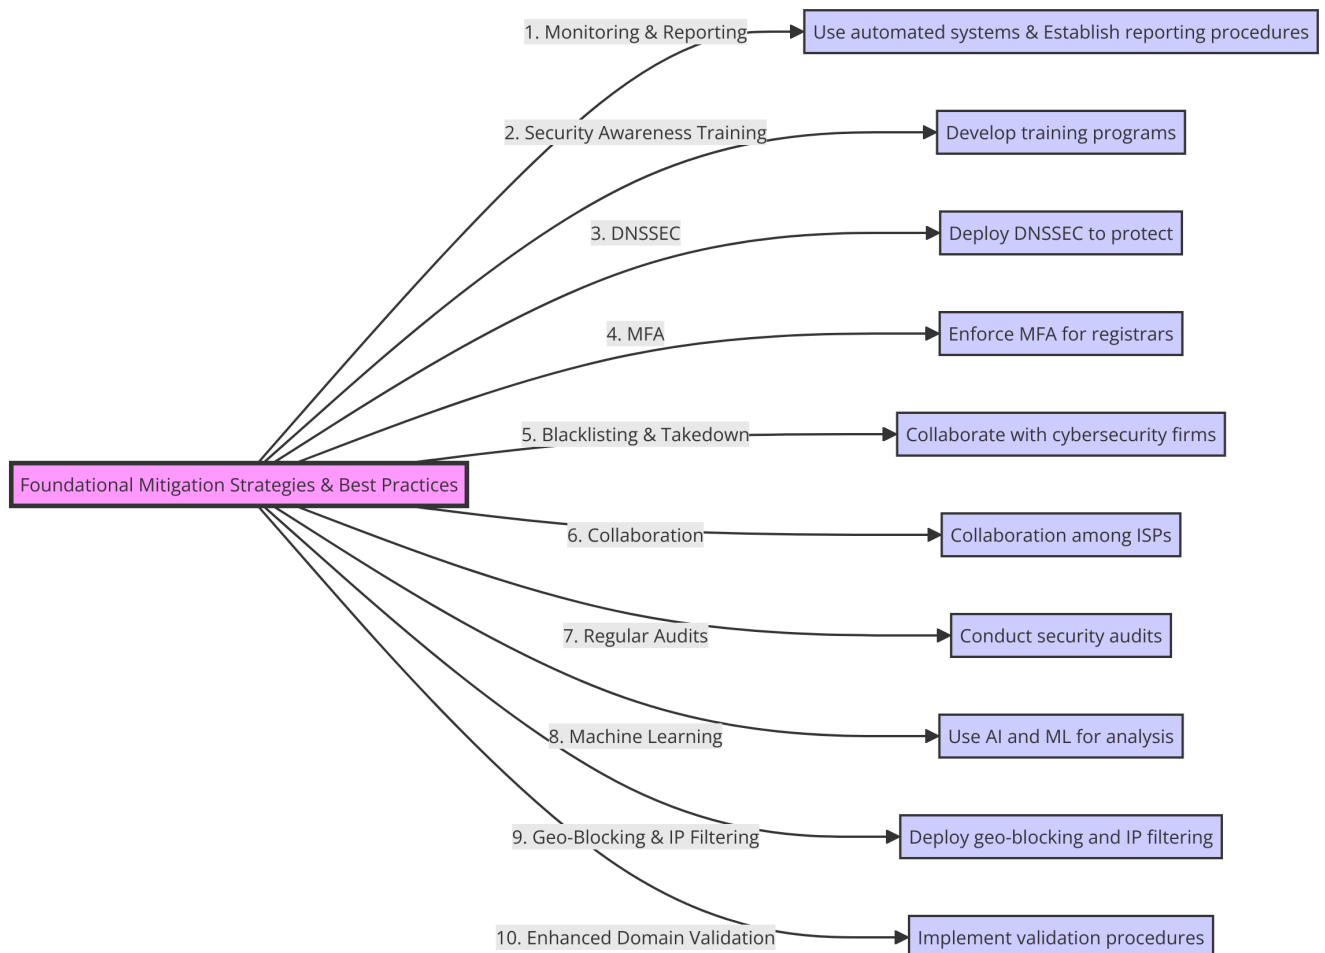 1. Monitoring & Reporting
Use automated systems & Establish reporting procedures
2. Security Awareness Training
Develop training programs
3. DNSSEC
Deploy DNSSEC to protect
4. MFA
Enforce MFA for registrars
5. Blacklisting & Takedown
Collaborate with cybersecurity firms
Foundational Mitigation Strategies & Best Practices
6. Collaboration
Collaboration among ISPs
7. Regular Audits
Conduct security audits
8. Machine Learning
Use AI and ML for analysis
9. Geo-Blocking & IP Filtering
Deploy geo-blocking and IP filtering
10. Enhanced Domain Validation
Implement validation procedures